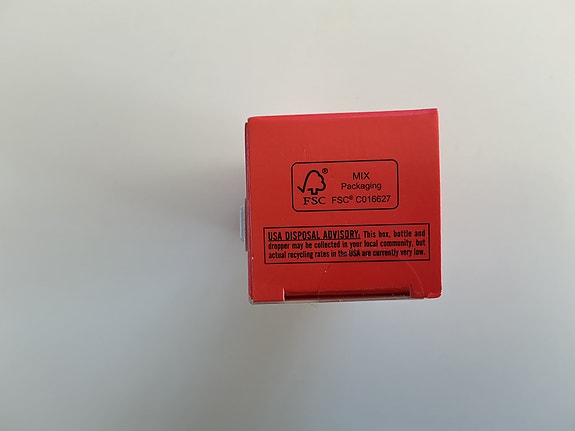 MIX
Packaging
FSC® FSC® C016627
USA DISPOSAL ADVISORY: This box, bottle and
dropper may be collected in your local community, but
actual recycling rates in the USA are currently very low.